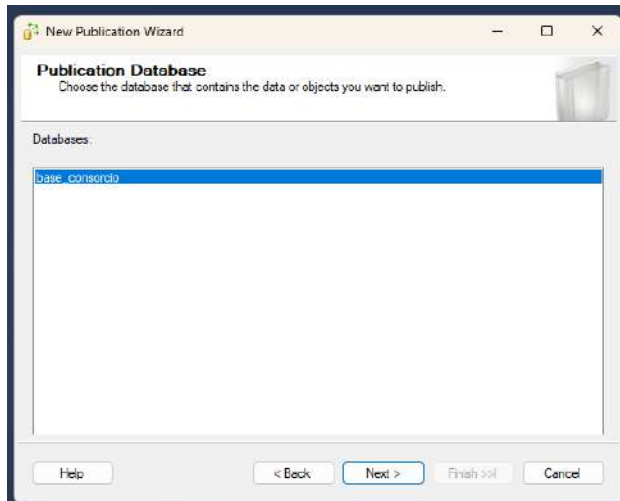 New Publication Wizard
Publication Database
Choose the database that contains the data or objects you want to publish.
Databases:
base_consorcio
Help
< Back
Next >
Finish >>|
Cancel